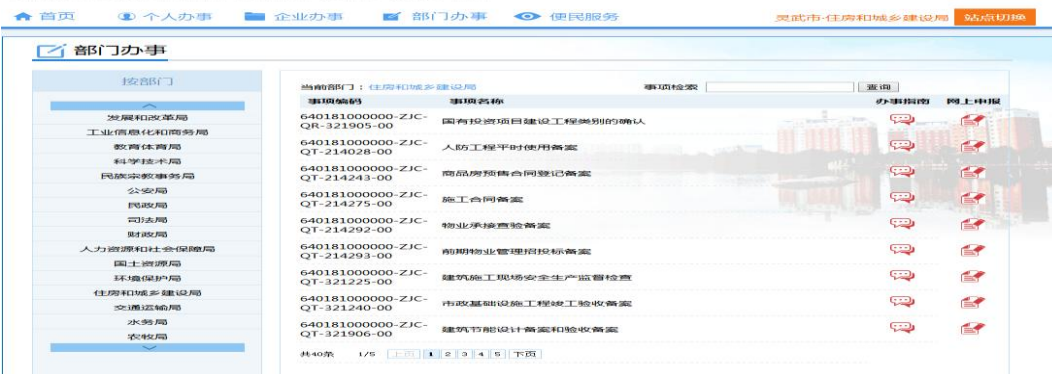 首页 个人办事 企业办事 部门办事 便民服务 灵武市-住房和城乡建设局 站点切换
部门办事
按部门
发展和改革局
工业信息化和商务局
教育体育局
科学技术局
民族宗教事务局
公安局
民政局
司法局
财政局
人力资源和社会保障局
国土资源局
环境保护局
住房和城乡建设局
交通运输局
水务局
农牧局
当前部门：住房和城乡建设局 事项检索 查询
事项编码 事项名称 办事指南 网上申报
640181000000-ZJC-
QR-321905-00 国有投资项目建设工程类别的确认
640181000000-ZJC-
QT-214028-00 人防工程平时使用备案
640181000000-ZJC-
QT-214243-00 商品房预售合同登记备案
640181000000-ZJC-
QT-214275-00 施工合同备案
640181000000-ZJC-
QT-214292-00 物业承接查验备案
640181000000-ZJC-
QT-214293-00 前期物业管理招投标备案
640181000000-ZJC-
QT-321225-00 建筑施工现场安全生产监督检查
640181000000-ZJC-
QT-321240-00 市政基础设施工程竣工验收备案
640181000000-ZJC-
QT-321906-00 建筑节能设计备案和验收备案
共40条 1/5 上一页 1 2 3 4 5 下页